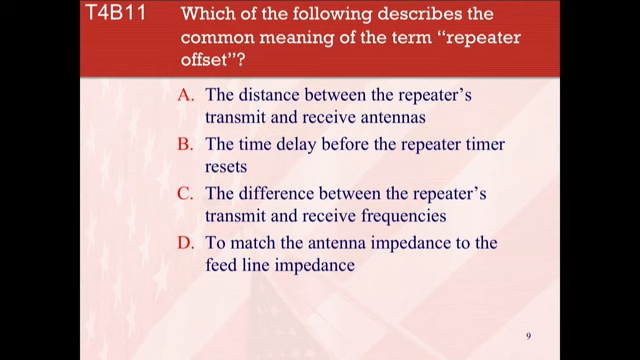 T4B11
Which of the following describes the
common meaning of the term “repeater
offset”?
A. The distance between the repeater’s
transmit and receive antennas
B. The time delay before the repeater timer
resets
C. The difference between the repeater’s
transmit and receive frequencies
D. To match the antenna impedance to the
feed line impedance
9